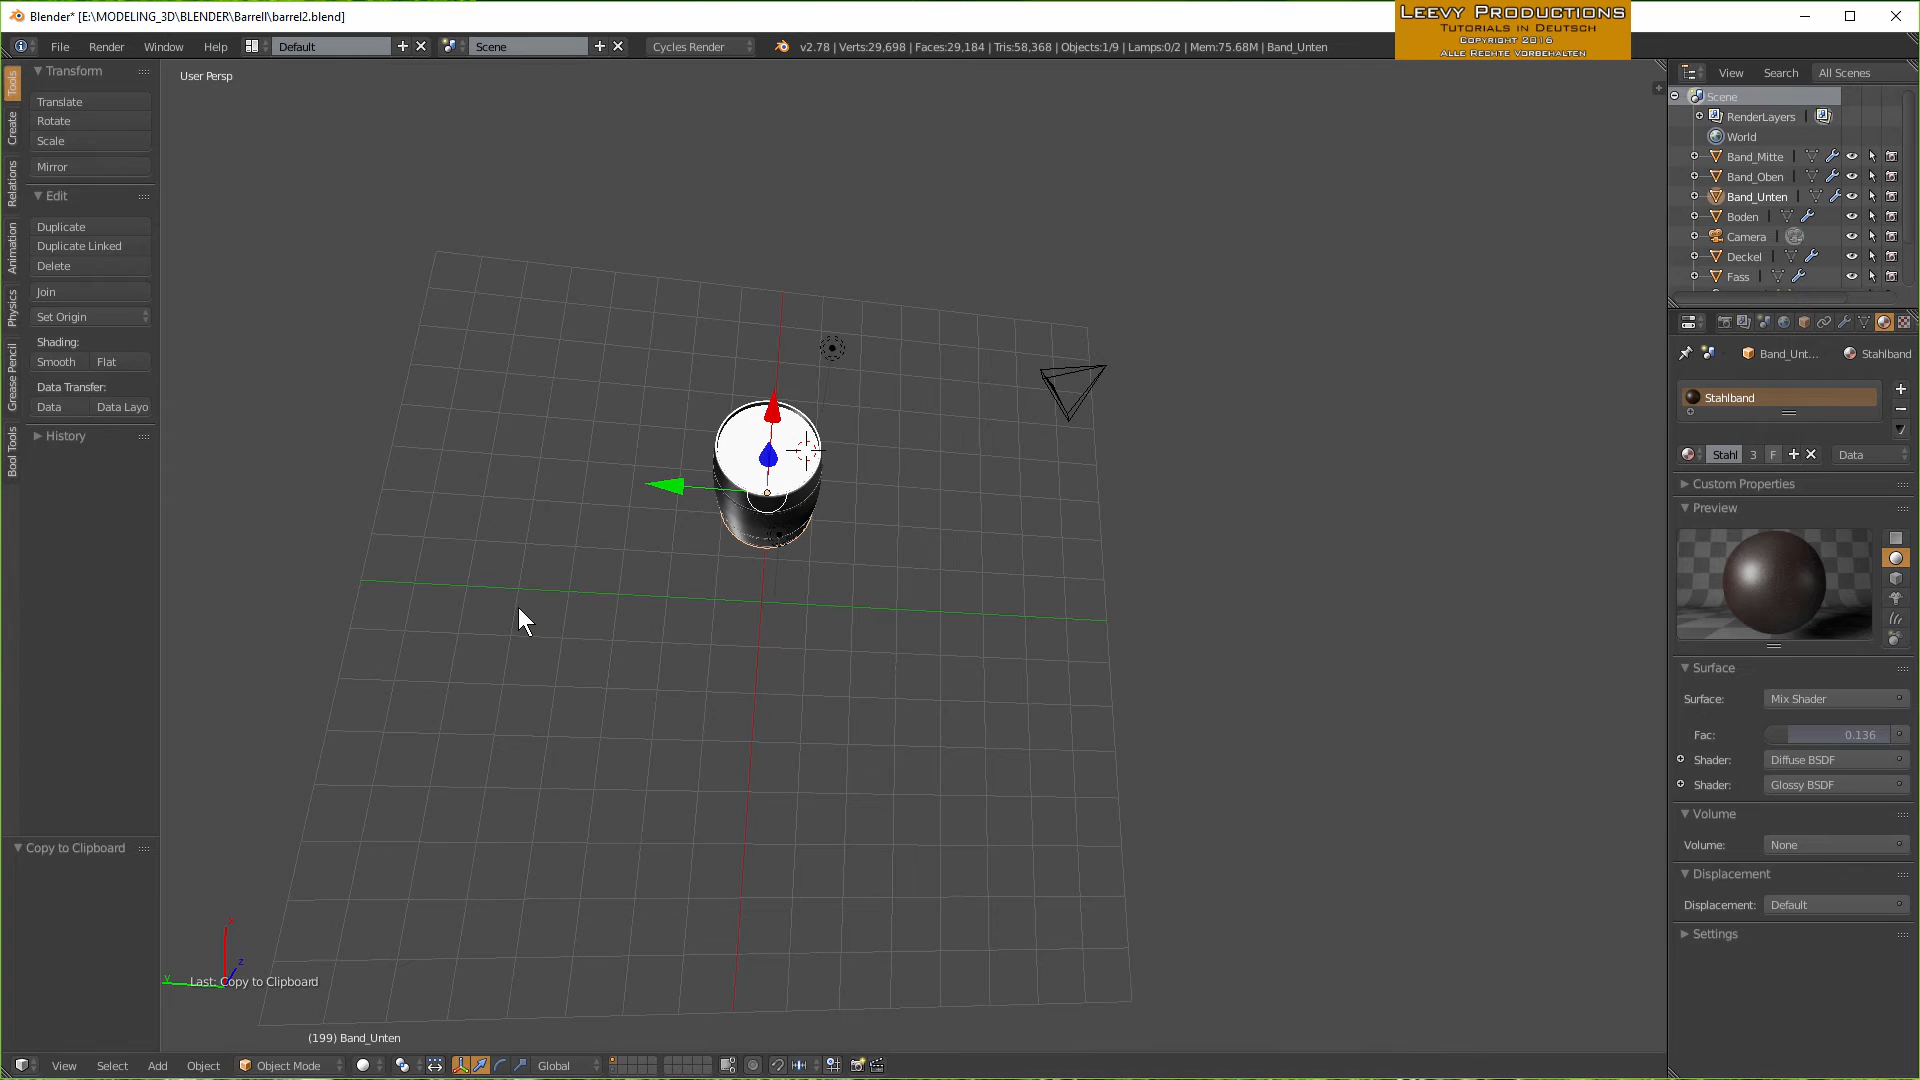 Blender* [E:\MODELING_3D\BLENDER\Barrell\barrel2.blend]
LEEVY PRODUCTIONS
TUTORIALS IN DEUTSCH
COPYRIGHT 2016
ALLE RECHTE VORBEHALTEN
File Render Window Help Default Scene Cycles Render v2.78 | Verts:29,698 | Faces:29,184 | Tris:58,368 | Objects:1/9 | Lamps:0/2 | Mem:75.68M | Band_Unten
Tools
Create
Relations
Animation
Physics
Grease Pencil
Bool Tools
Transform
Translate
Rotate
Scale
Mirror
Edit
Duplicate
Duplicate Linked
Delete
Join
Set Origin
Shading:
Smooth Flat
Data Transfer:
Data Data Layo
History
Copy to Clipboard
User Persp
x
z
y
Last: Copy to Clipboard
(199) Band_Unten
View Select Add Object Object Mode Global
View Search All Scenes
Scene
RenderLayers
World
Band_Mitte
Band_Oben
Band_Unten
Boden
Camera
Deckel
Fass
Band_Unt... Stahlband
Stahlband
Stahl 3 F Data
Custom Properties
Preview
Surface
Surface: Mix Shader
Fac: 0.136
Shader: Diffuse BSDF
Shader: Glossy BSDF
Volume
Volume: None
Displacement
Displacement: Default
Settings